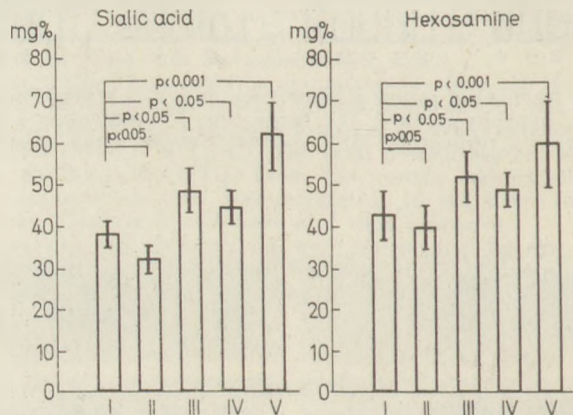 Sialic acid
mg%
80
70
60
50
40
30
20
10
0
p<0.001
p< 0.05
p<0,05
p<0.05
I II III IV V
Hexosamine
mg%
80
70
60
50
40
30
20
10
0
p< 0.001
p< 0.05
p< 0.05
p>0.05
I II III IV V